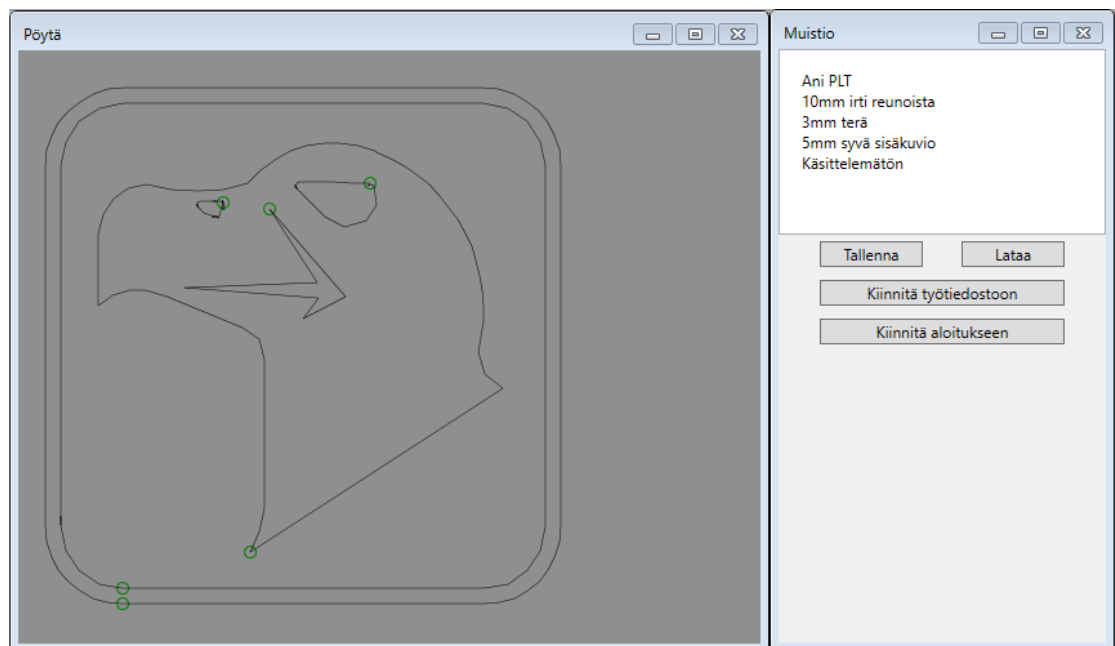 Pöytä
Muistio
Ani PLT
10mm irti reunoista
3mm terä
5mm syvä sisäkuvio
Käsittelemätön
Tallenna
Lataa
Kiinnitä työtiedostoon
Kiinnitä aloitukseen